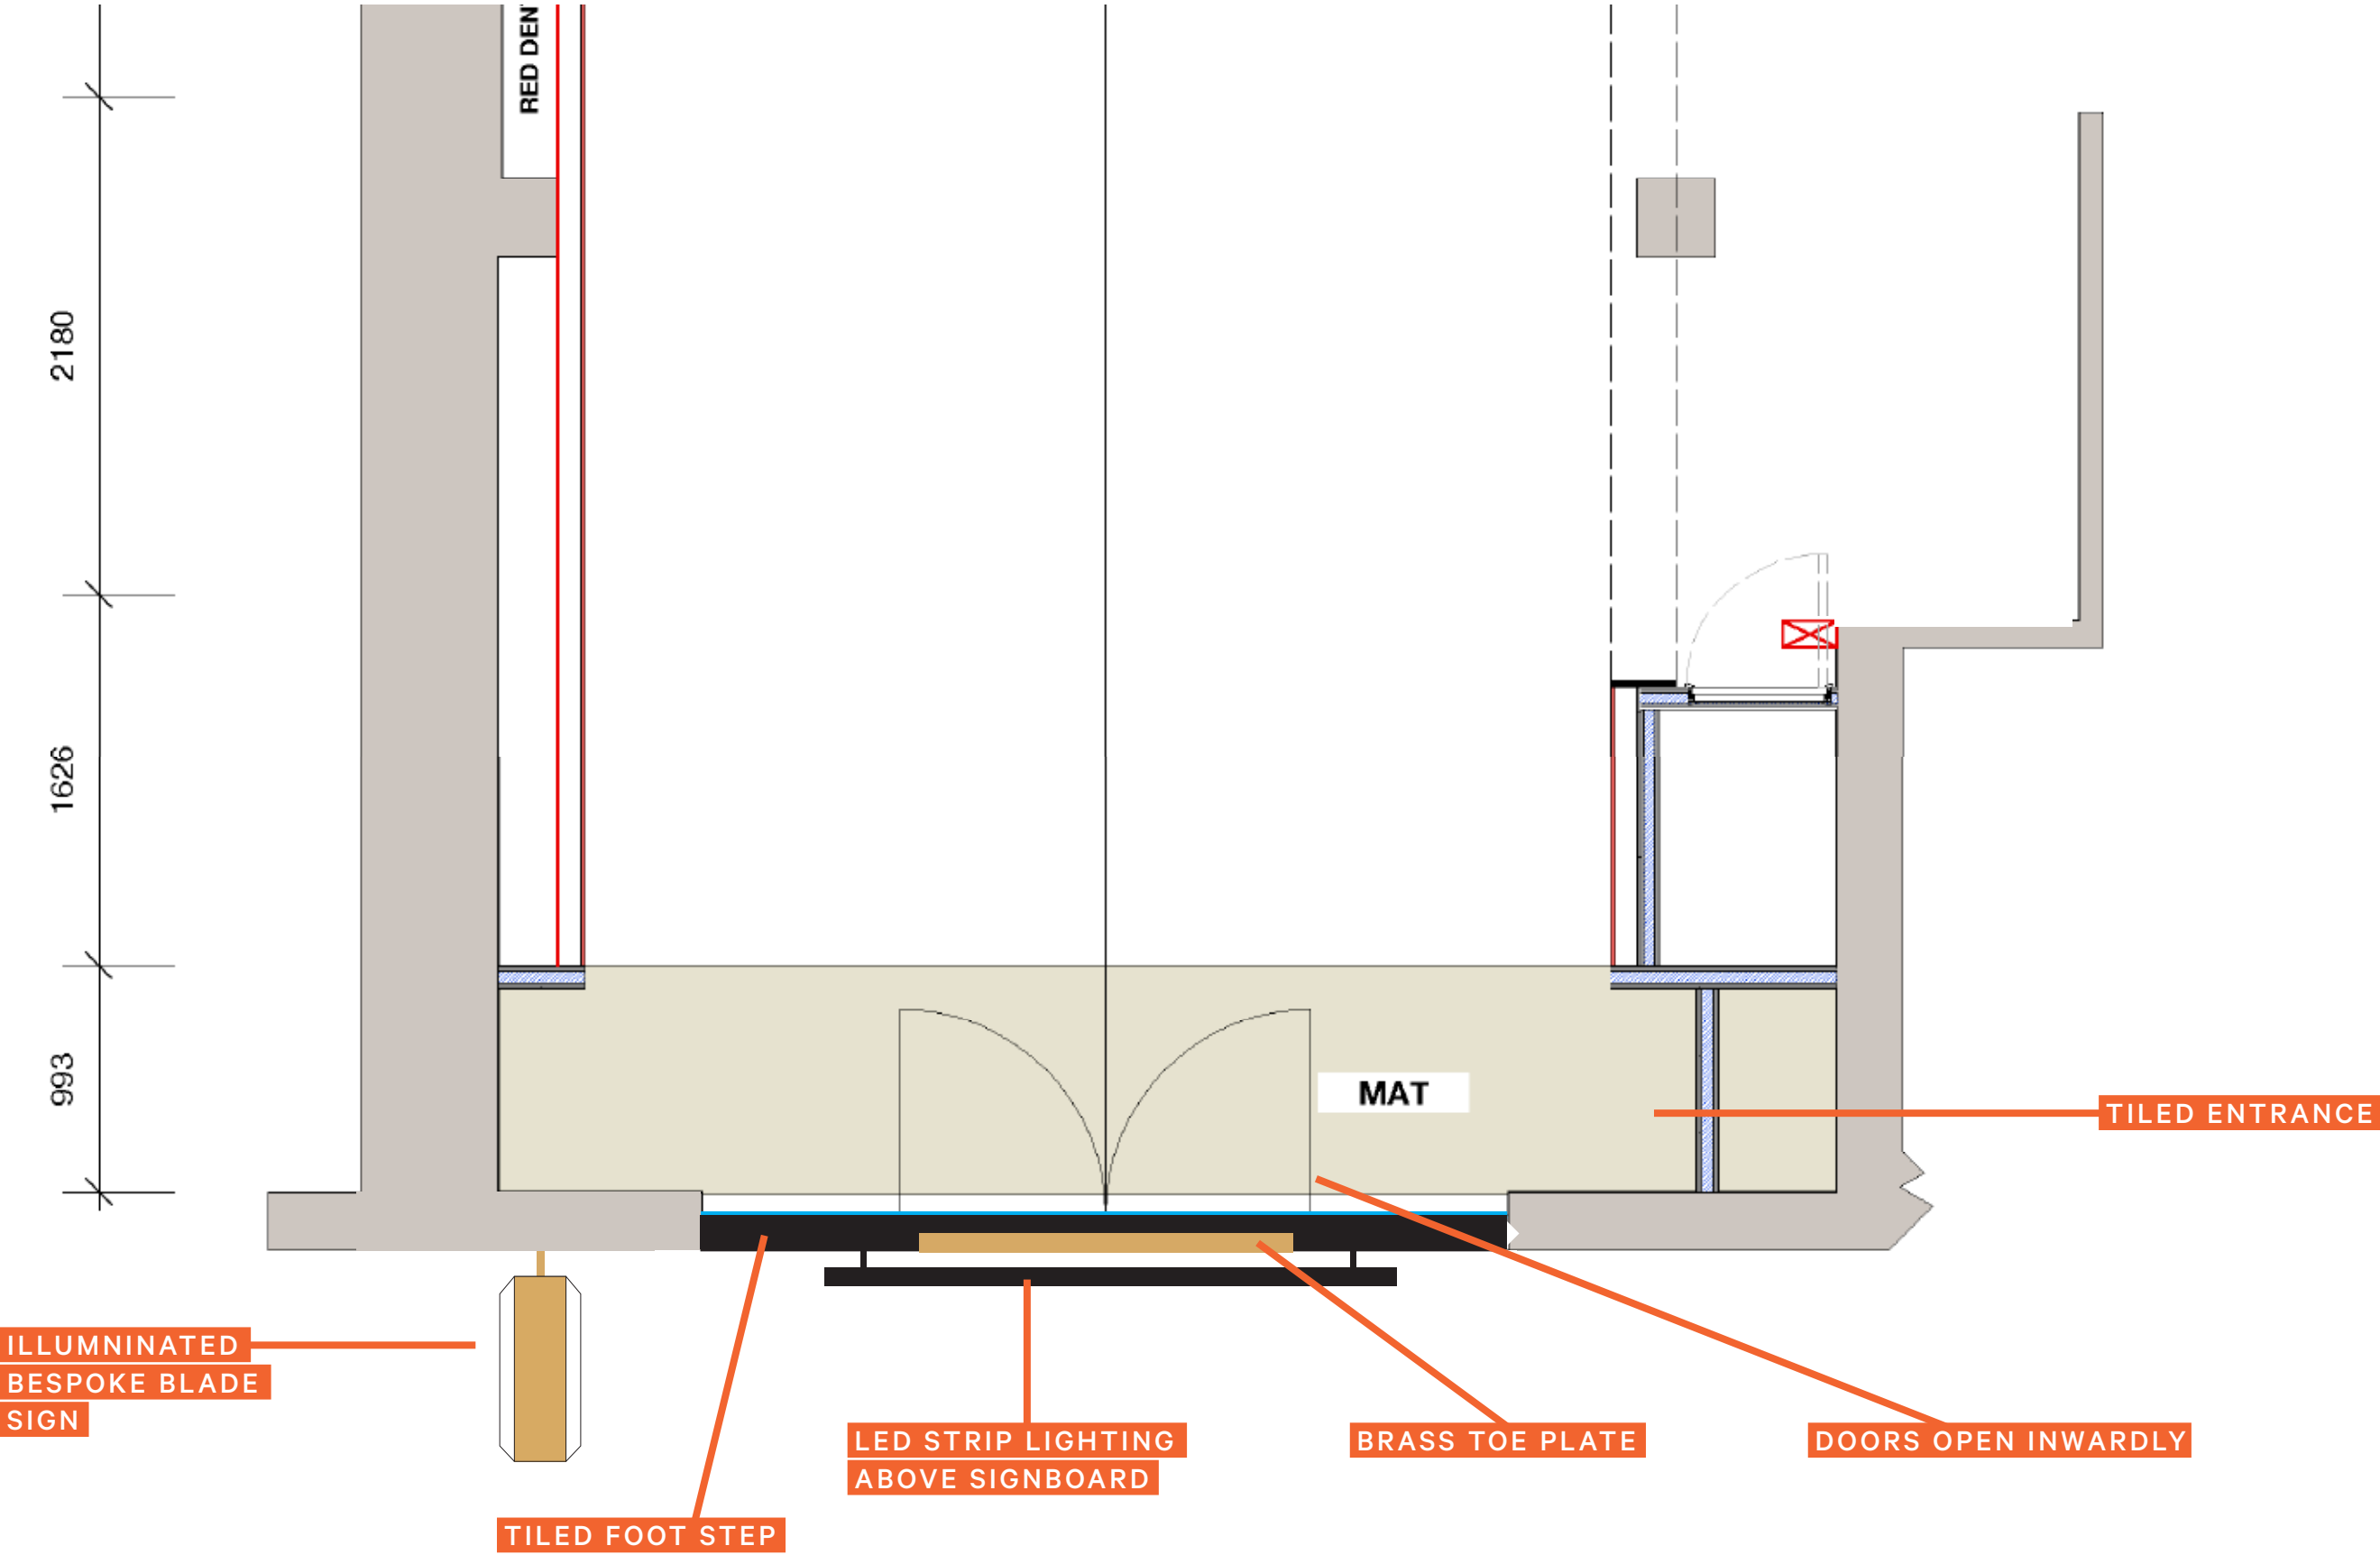 RED DEN
2180
1626
993
MAT
TILED ENTRANCE
ILLUMNINATED
BESPOKE BLADE
SIGN
LED STRIP LIGHTING
ABOVE SIGNBOARD
BRASS TOE PLATE
DOORS OPEN INWARDLY
TILED FOOT STEP